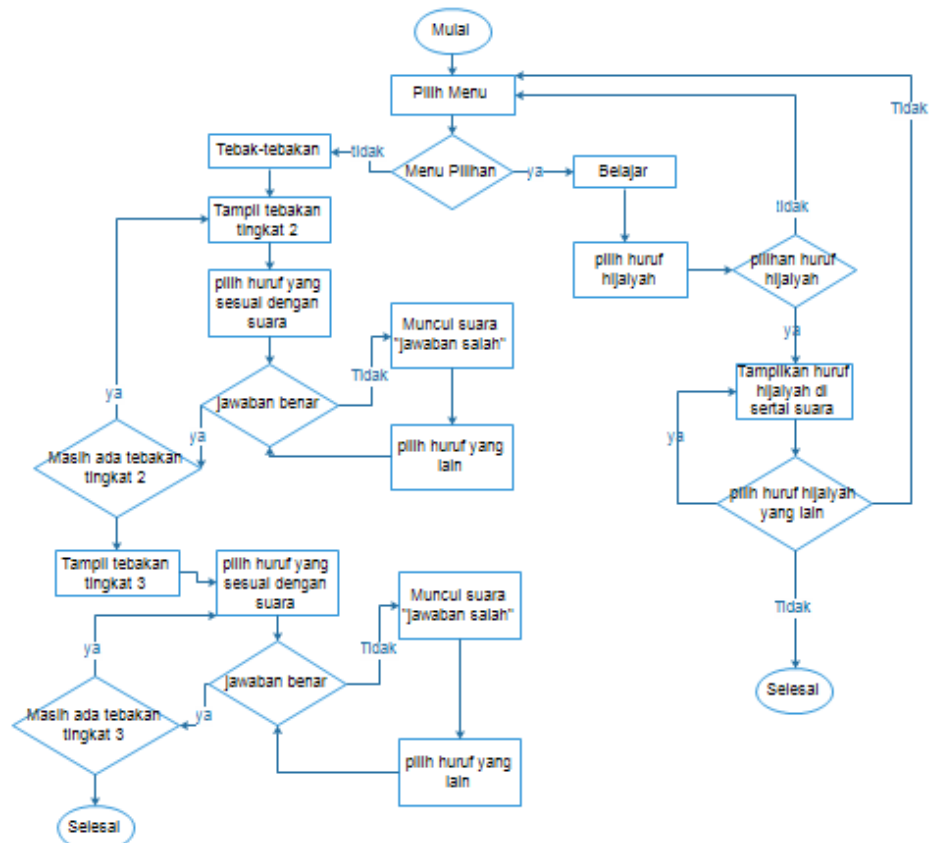 Mulai
Pilih Menu
Tidak
Tebak-tebakan
tidak
Menu Pilihan
ya
Belajar
tidak
Tampil tebakan
tingkat 2
pilih huruf
hijaiyah
pilihan huruf
hijaiyah
pilih huruf yang
sesuai dengan
suara
Muncul suara
"jawaban salah"
ya
Tidak
Tampilkan huruf
hijaiyah di
sertai suara
ya
jawaban benar
ya
ya
pilih huruf yang
lain
Masih ada tebakan
tingkat 2
pilih huruf hijaiyah
yang lain
Tampil tebakan
tingkat 3
pilih huruf yang
sesuai dengan
suara
Muncul suara
"jawaban salah"
Tidak
ya
Tidak
jawaban benar
ya
Masih ada tebakan
tingkat 3
Selesai
pilih huruf yang
lain
Selesai